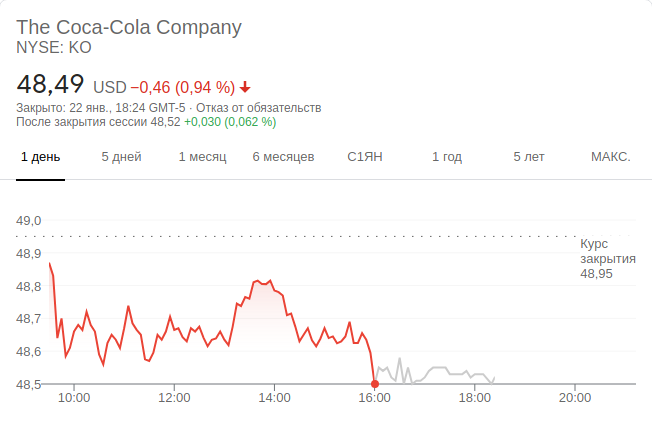 The Coca-Cola Company
NYSE: KO
48,49 USD −0,46 (0,94 %)
Закрыто: 22 янв., 18:24 GMT-5 · Отказ от обязательств
После закрытия сессии 48,52 +0,030 (0,062 %)
1 день 5 дней 1 месяц 6 месяцев С1ЯН 1 год 5 лет МАКС.
49,0
48,9
48,8
48,7
48,6
48,5
Курс
закрытия
48,95
10:00 12:00 14:00 16:00 18:00 20:00